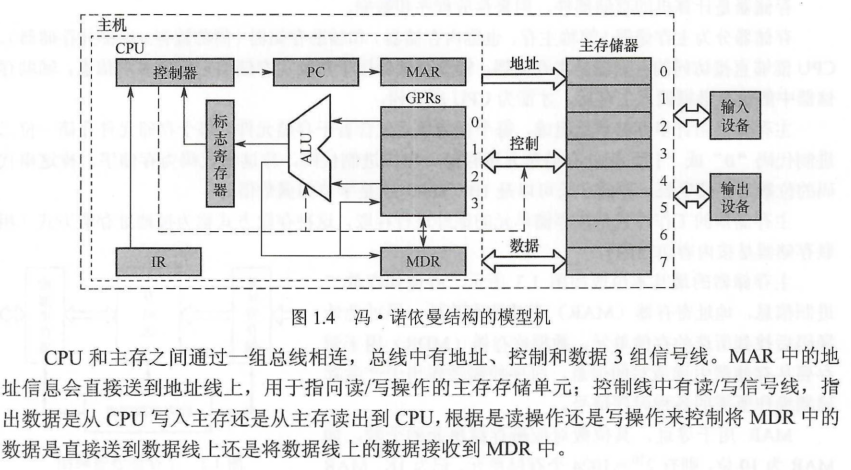 主机
CPU
主存储器
控制器
PC
MAR
地址
GPRs
标志寄存器
ALU
0
1
2
3
控制
0
1
2
3
4
5
6
7
输入设备
输出设备
IR
MDR
数据
图 1.4 冯·诺依曼结构的模型机
CPU 和主存之间通过一组总线相连，总线中有地址、控制和数据 3 组信号线。MAR 中的地
址信息会直接送到地址线上，用于指向读/写操作的主存存储单元；控制线中有读/写信号线，指
出数据是从 CPU 写入主存还是从主存读出到 CPU，根据是读操作还是写操作来控制将 MDR 中的
数据是直接送到数据线上还是将数据线上的数据接收到 MDR 中。